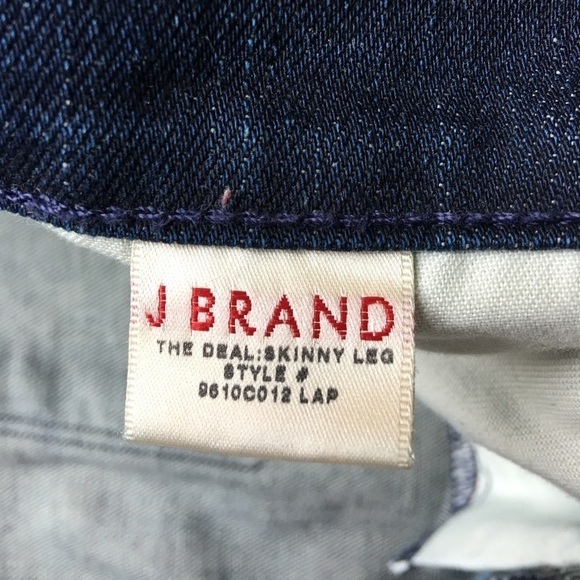 J BRAND
THE DEAL:SKINNY LEG
STYLE #
9610C012 LAP